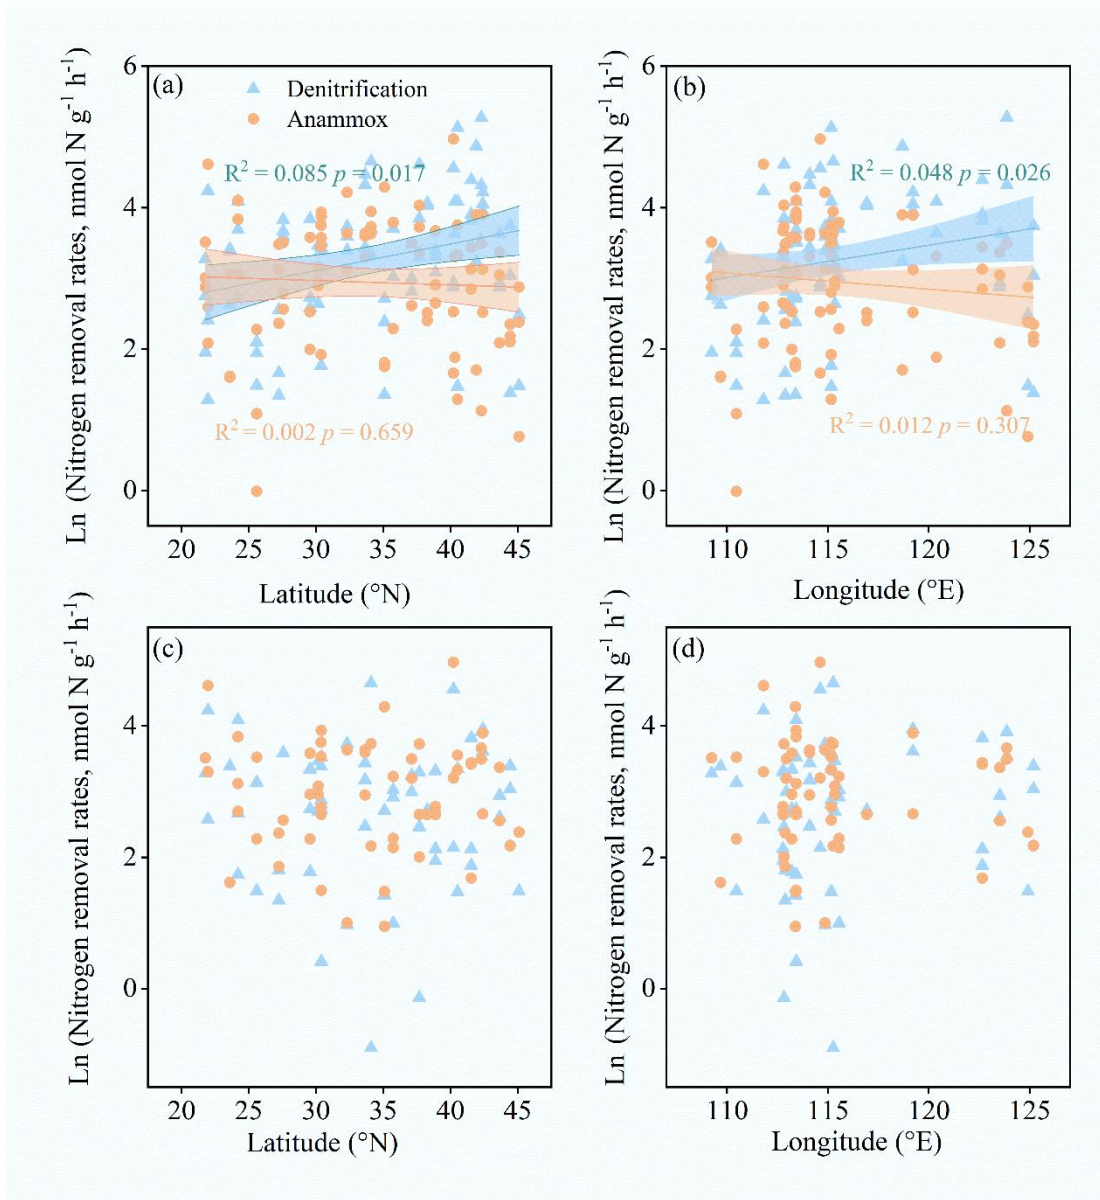 (a)
Denitrification
Anammox
R² = 0.085 p = 0.017
R² = 0.002 p = 0.659
Ln (Nitrogen removal rates, nmol N g⁻¹ h⁻¹)
6
4
2
0
20 25 30 35 40 45
Latitude (°N)
(b)
R² = 0.048 p = 0.026
R² = 0.012 p = 0.307
Ln (Nitrogen removal rates, nmol N g⁻¹ h⁻¹)
6
4
2
0
110 115 120 125
Longitude (°E)
(c)
Ln (Nitrogen removal rates, nmol N g⁻¹ h⁻¹)
4
2
0
20 25 30 35 40 45
Latitude (°N)
(d)
Ln (Nitrogen removal rates, nmol N g⁻¹ h⁻¹)
4
2
0
110 115 120 125
Longitude (°E)